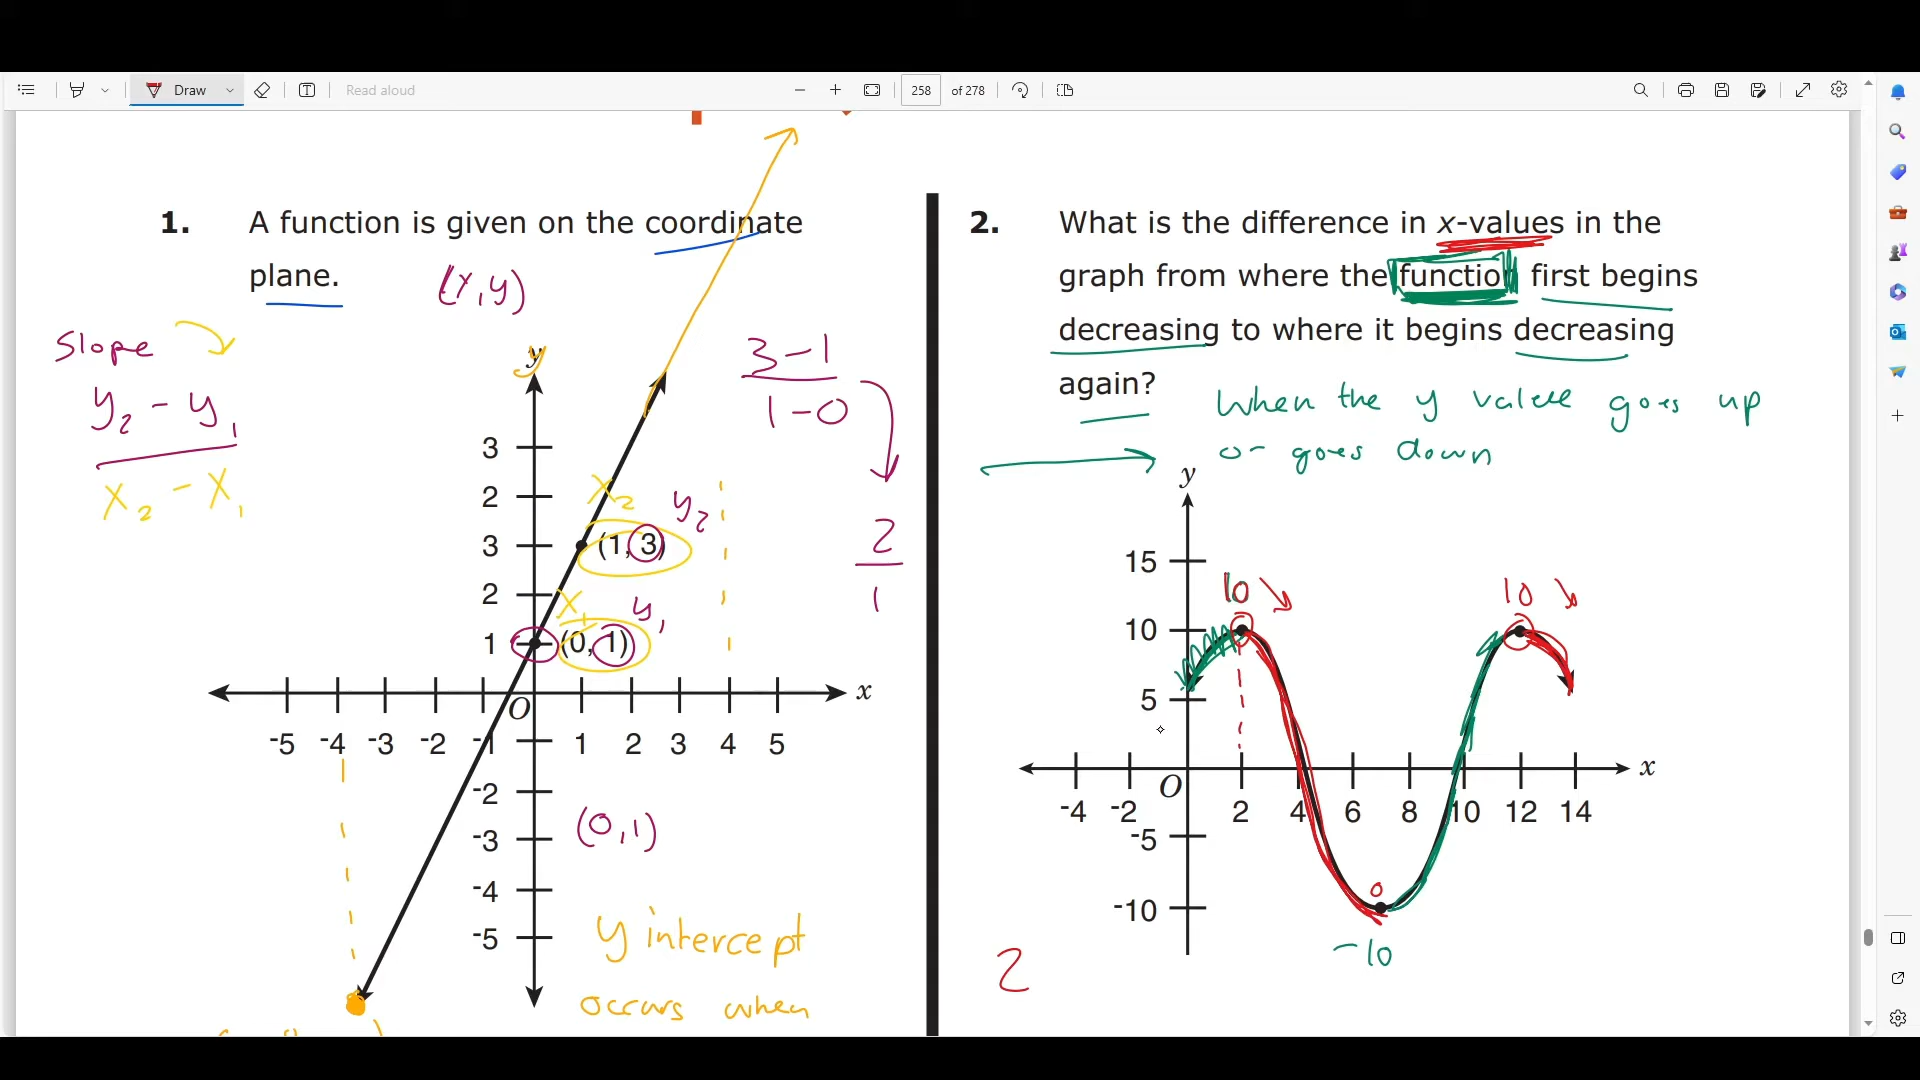 Draw
Read aloud
258 of 278
1. A function is given on the coordinate
plane.
(x,y)
Slope
y2 - y1
x2 - x1
3-1
1-0
2
1
y
3
2
3
2
1
x2
y2
(1, 3)
x1
y1
(0, 1)
x
O
-5 -4 -3 -2 -1 1 2 3 4 5
-2
-3
-4
-5
(0,1)
y intercept
occurs when
2. What is the difference in x-values in the
graph from where the function first begins
decreasing to where it begins decreasing
again?
When the y value goes up
or goes down
y
15
10
5
10
10
x
O
-4 -2 2 4 6 8 10 12 14
-5
-10
0
-10
2